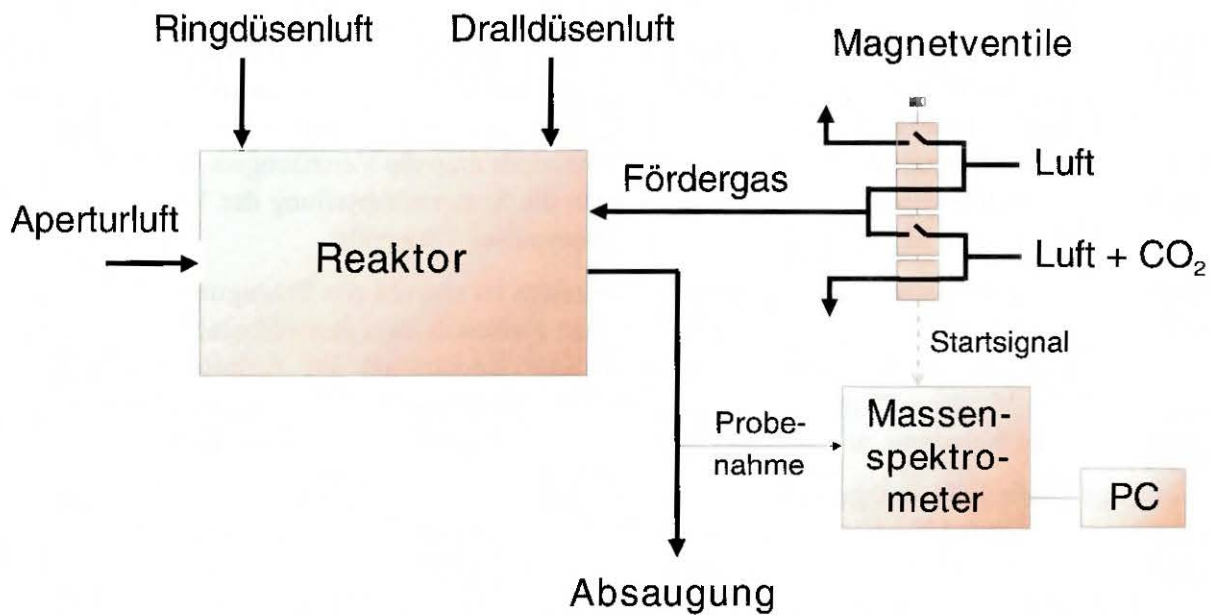 Ringdüsenluft
Dralldüsenluft
Magnetventile
Luft
Fördergas
Aperturluft
Reaktor
Luft + CO₂
Startsignal
Probe-
nahme
Massen-
spektro-
meter
PC
Absaugung